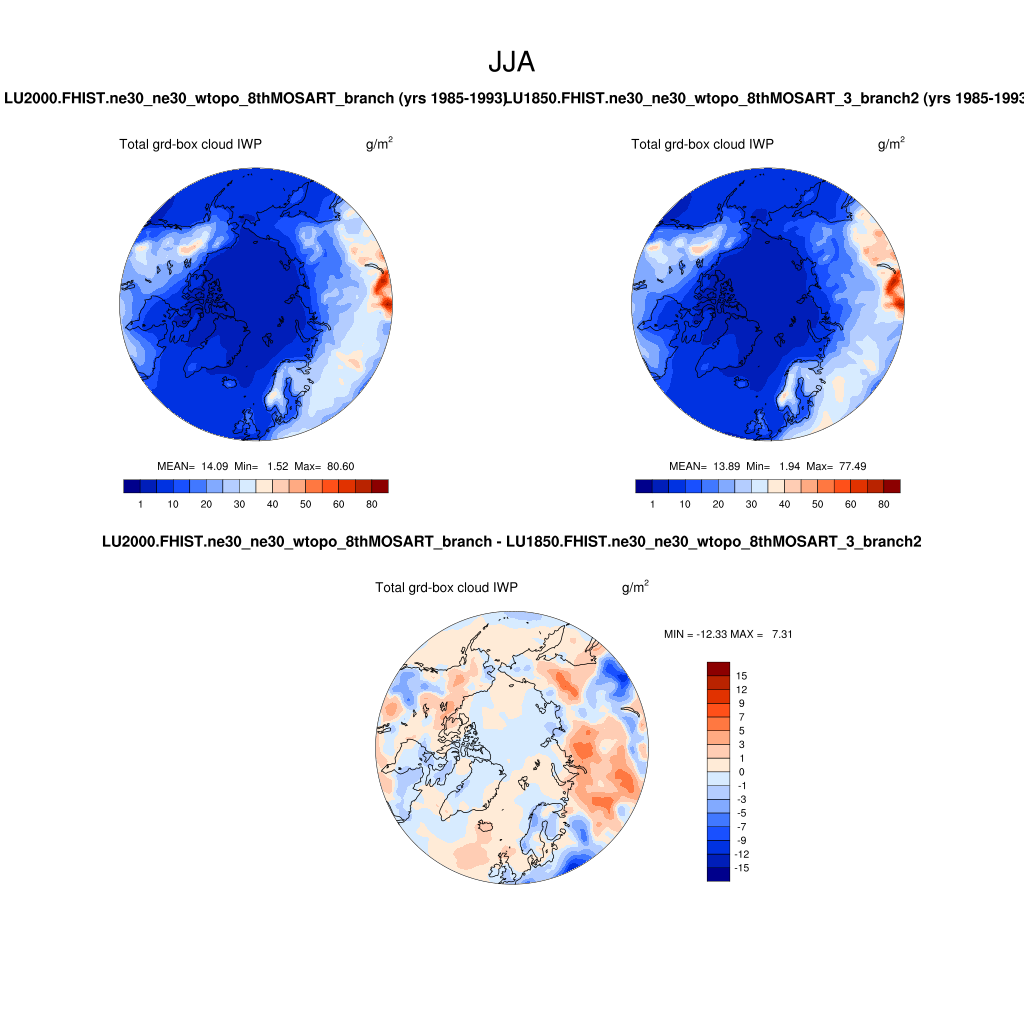 JJA
LU2000.FHIST.ne30_ne30_wtopo_8thMOSART_branch (yrs 1985-1993)
LU1850.FHIST.ne30_ne30_wtopo_8thMOSART_3_branch2 (yrs 1985-1993
Total grd-box cloud IWP g/m²
Total grd-box cloud IWP g/m²
MEAN= 14.09 Min= 1.52 Max= 80.60
MEAN= 13.89 Min= 1.94 Max= 77.49
1 10 20 30 40 50 60 80
1 10 20 30 40 50 60 80
LU2000.FHIST.ne30_ne30_wtopo_8thMOSART_branch - LU1850.FHIST.ne30_ne30_wtopo_8thMOSART_3_branch2
Total grd-box cloud IWP g/m²
MIN = -12.33 MAX = 7.31
15
12
9
7
5
3
1
0
-1
-3
-5
-7
-9
-12
-15